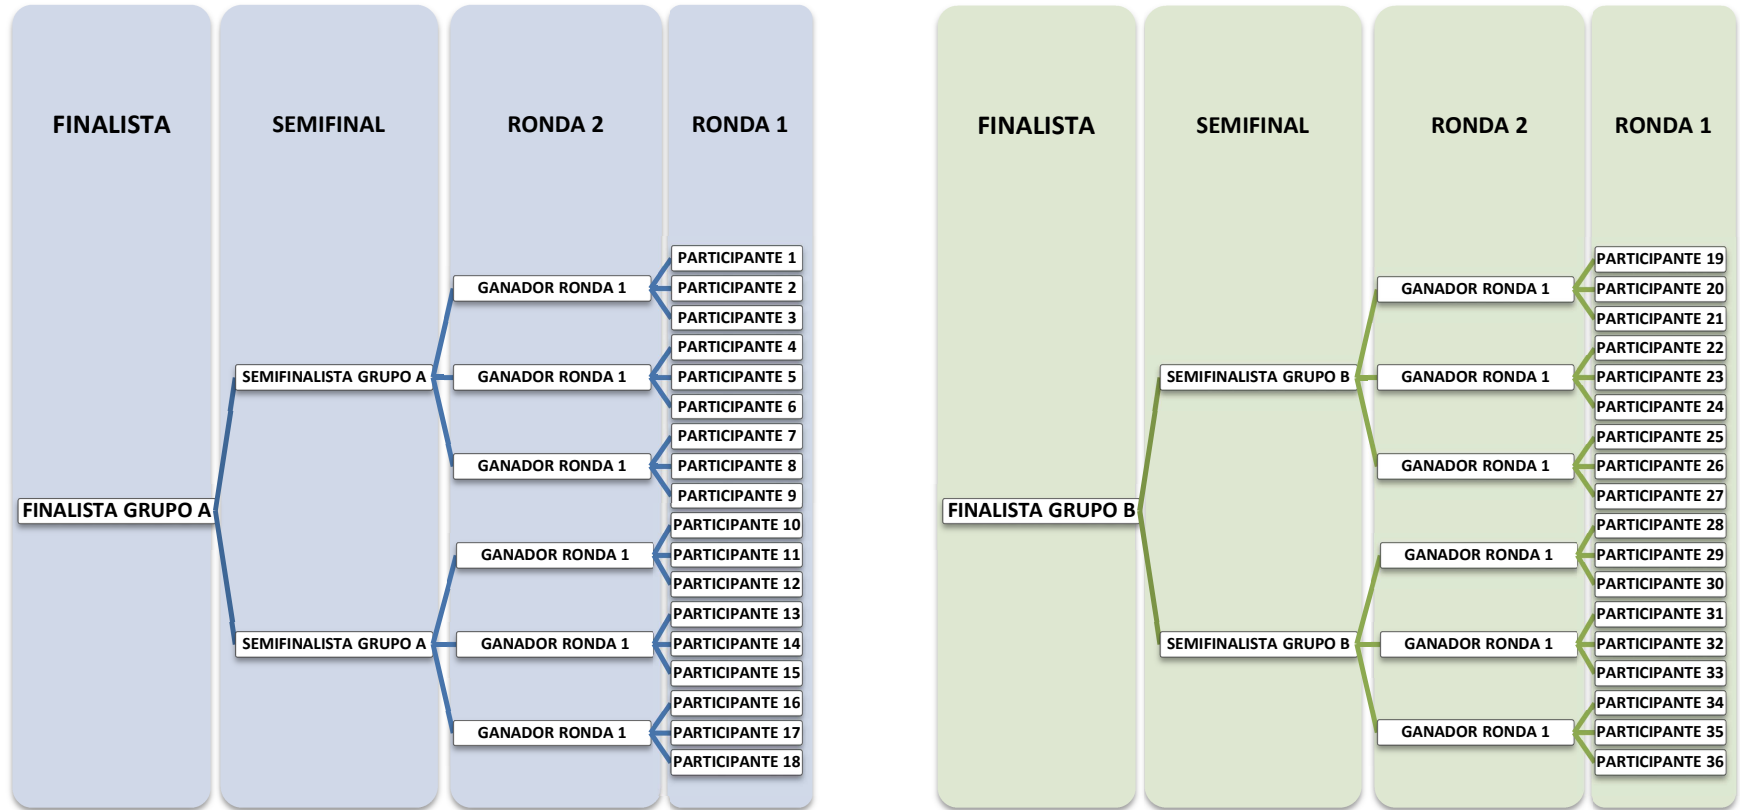 FINALISTA
SEMIFINAL
RONDA 2
RONDA 1
PARTICIPANTE 1
GANADOR RONDA 1
PARTICIPANTE 2
PARTICIPANTE 3
PARTICIPANTE 4
SEMIFINALISTA GRUPO A
GANADOR RONDA 1
PARTICIPANTE 5
PARTICIPANTE 6
PARTICIPANTE 7
GANADOR RONDA 1
PARTICIPANTE 8
PARTICIPANTE 9
FINALISTA GRUPO A
PARTICIPANTE 10
GANADOR RONDA 1
PARTICIPANTE 11
PARTICIPANTE 12
PARTICIPANTE 13
SEMIFINALISTA GRUPO A
GANADOR RONDA 1
PARTICIPANTE 14
PARTICIPANTE 15
PARTICIPANTE 16
GANADOR RONDA 1
PARTICIPANTE 17
PARTICIPANTE 18
FINALISTA
SEMIFINAL
RONDA 2
RONDA 1
PARTICIPANTE 19
GANADOR RONDA 1
PARTICIPANTE 20
PARTICIPANTE 21
PARTICIPANTE 22
SEMIFINALISTA GRUPO B
GANADOR RONDA 1
PARTICIPANTE 23
PARTICIPANTE 24
PARTICIPANTE 25
GANADOR RONDA 1
PARTICIPANTE 26
PARTICIPANTE 27
FINALISTA GRUPO B
PARTICIPANTE 28
GANADOR RONDA 1
PARTICIPANTE 29
PARTICIPANTE 30
PARTICIPANTE 31
SEMIFINALISTA GRUPO B
GANADOR RONDA 1
PARTICIPANTE 32
PARTICIPANTE 33
PARTICIPANTE 34
GANADOR RONDA 1
PARTICIPANTE 35
PARTICIPANTE 36